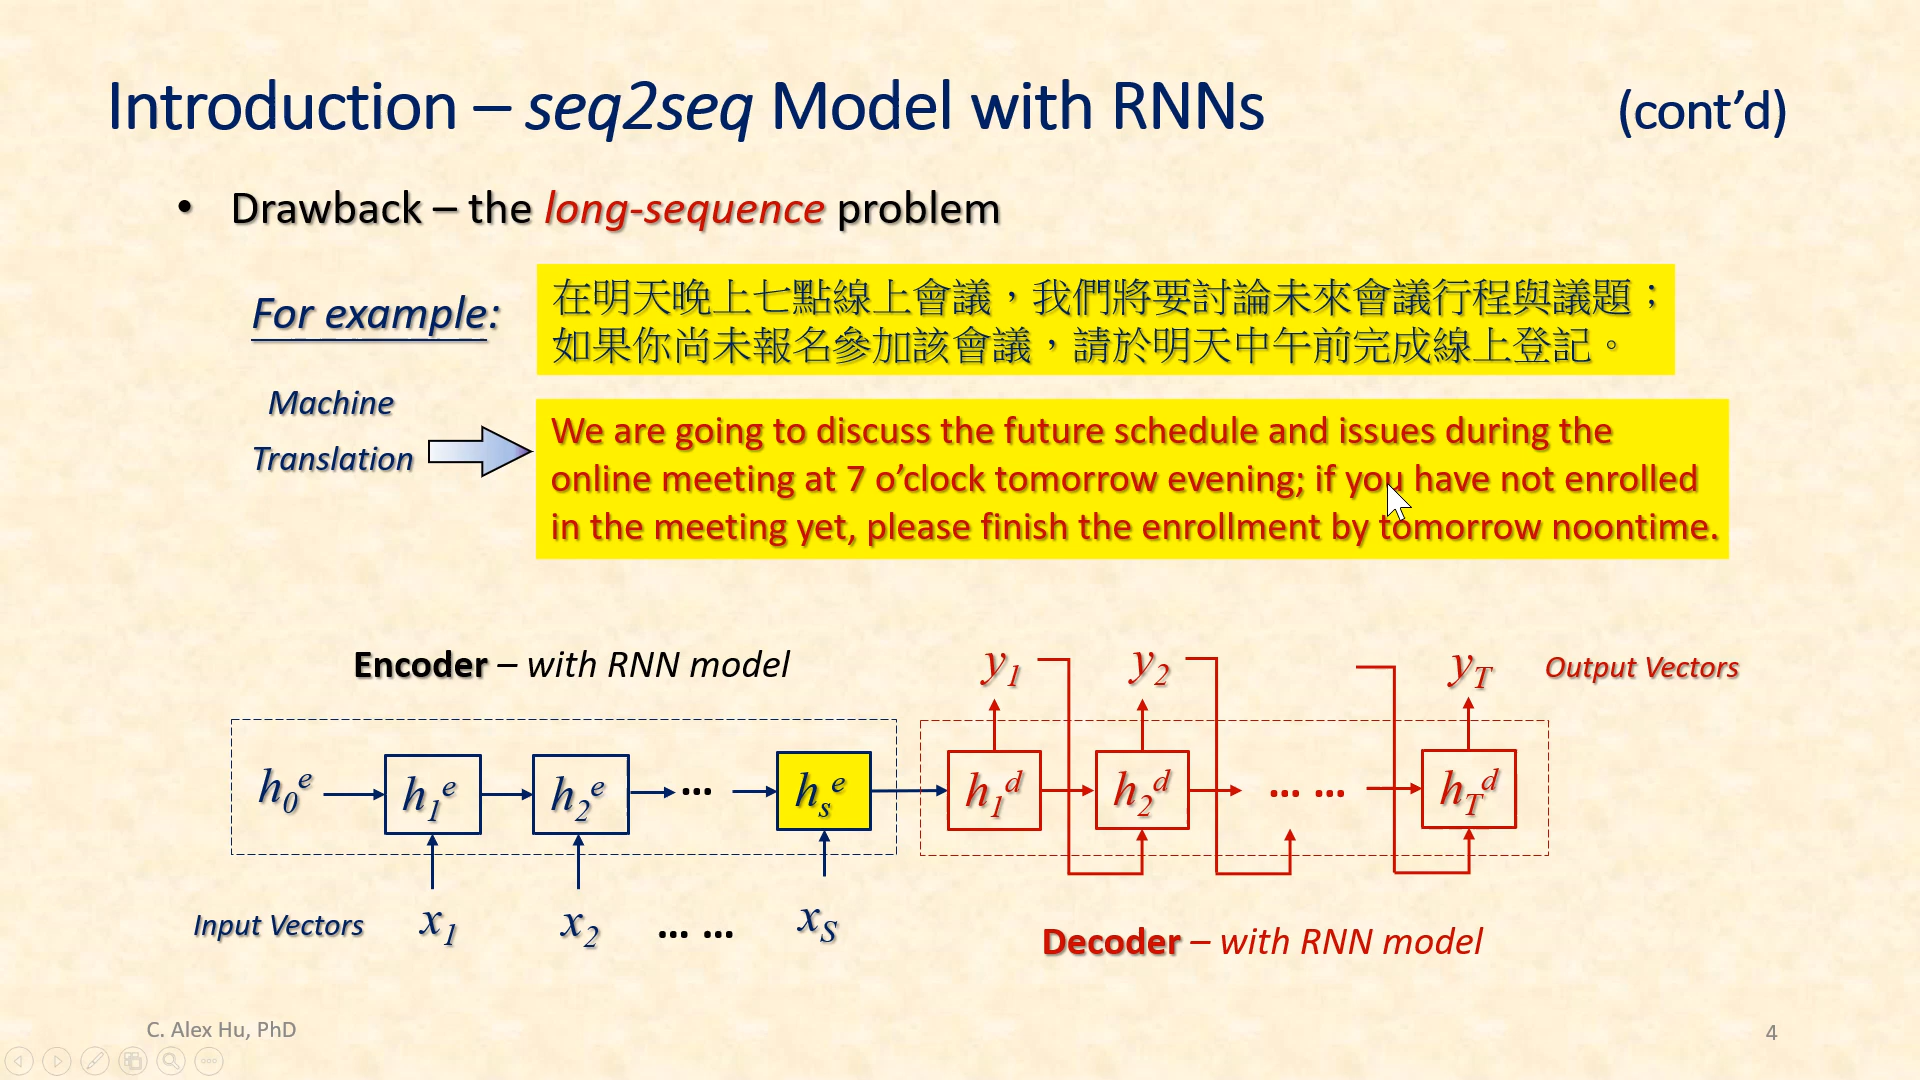 Introduction – seq2seq Model with RNNs (cont’d)
• Drawback – the long-sequence problem
For example:
在明天晚上七點線上會議，我們將要討論未來會議行程與議題；
如果你尚未報名參加該會議，請於明天中午前完成線上登記。
Machine
Translation
We are going to discuss the future schedule and issues during the
online meeting at 7 o’clock tomorrow evening; if you have not enrolled
in the meeting yet, please finish the enrollment by tomorrow noontime.
Encoder – with RNN model
y1 y2 yT Output Vectors
h0e h1e h2e ... hse h1d h2d ... ... hTd
Input Vectors x1 x2 ... ... xS
Decoder – with RNN model
C. Alex Hu, PhD
4